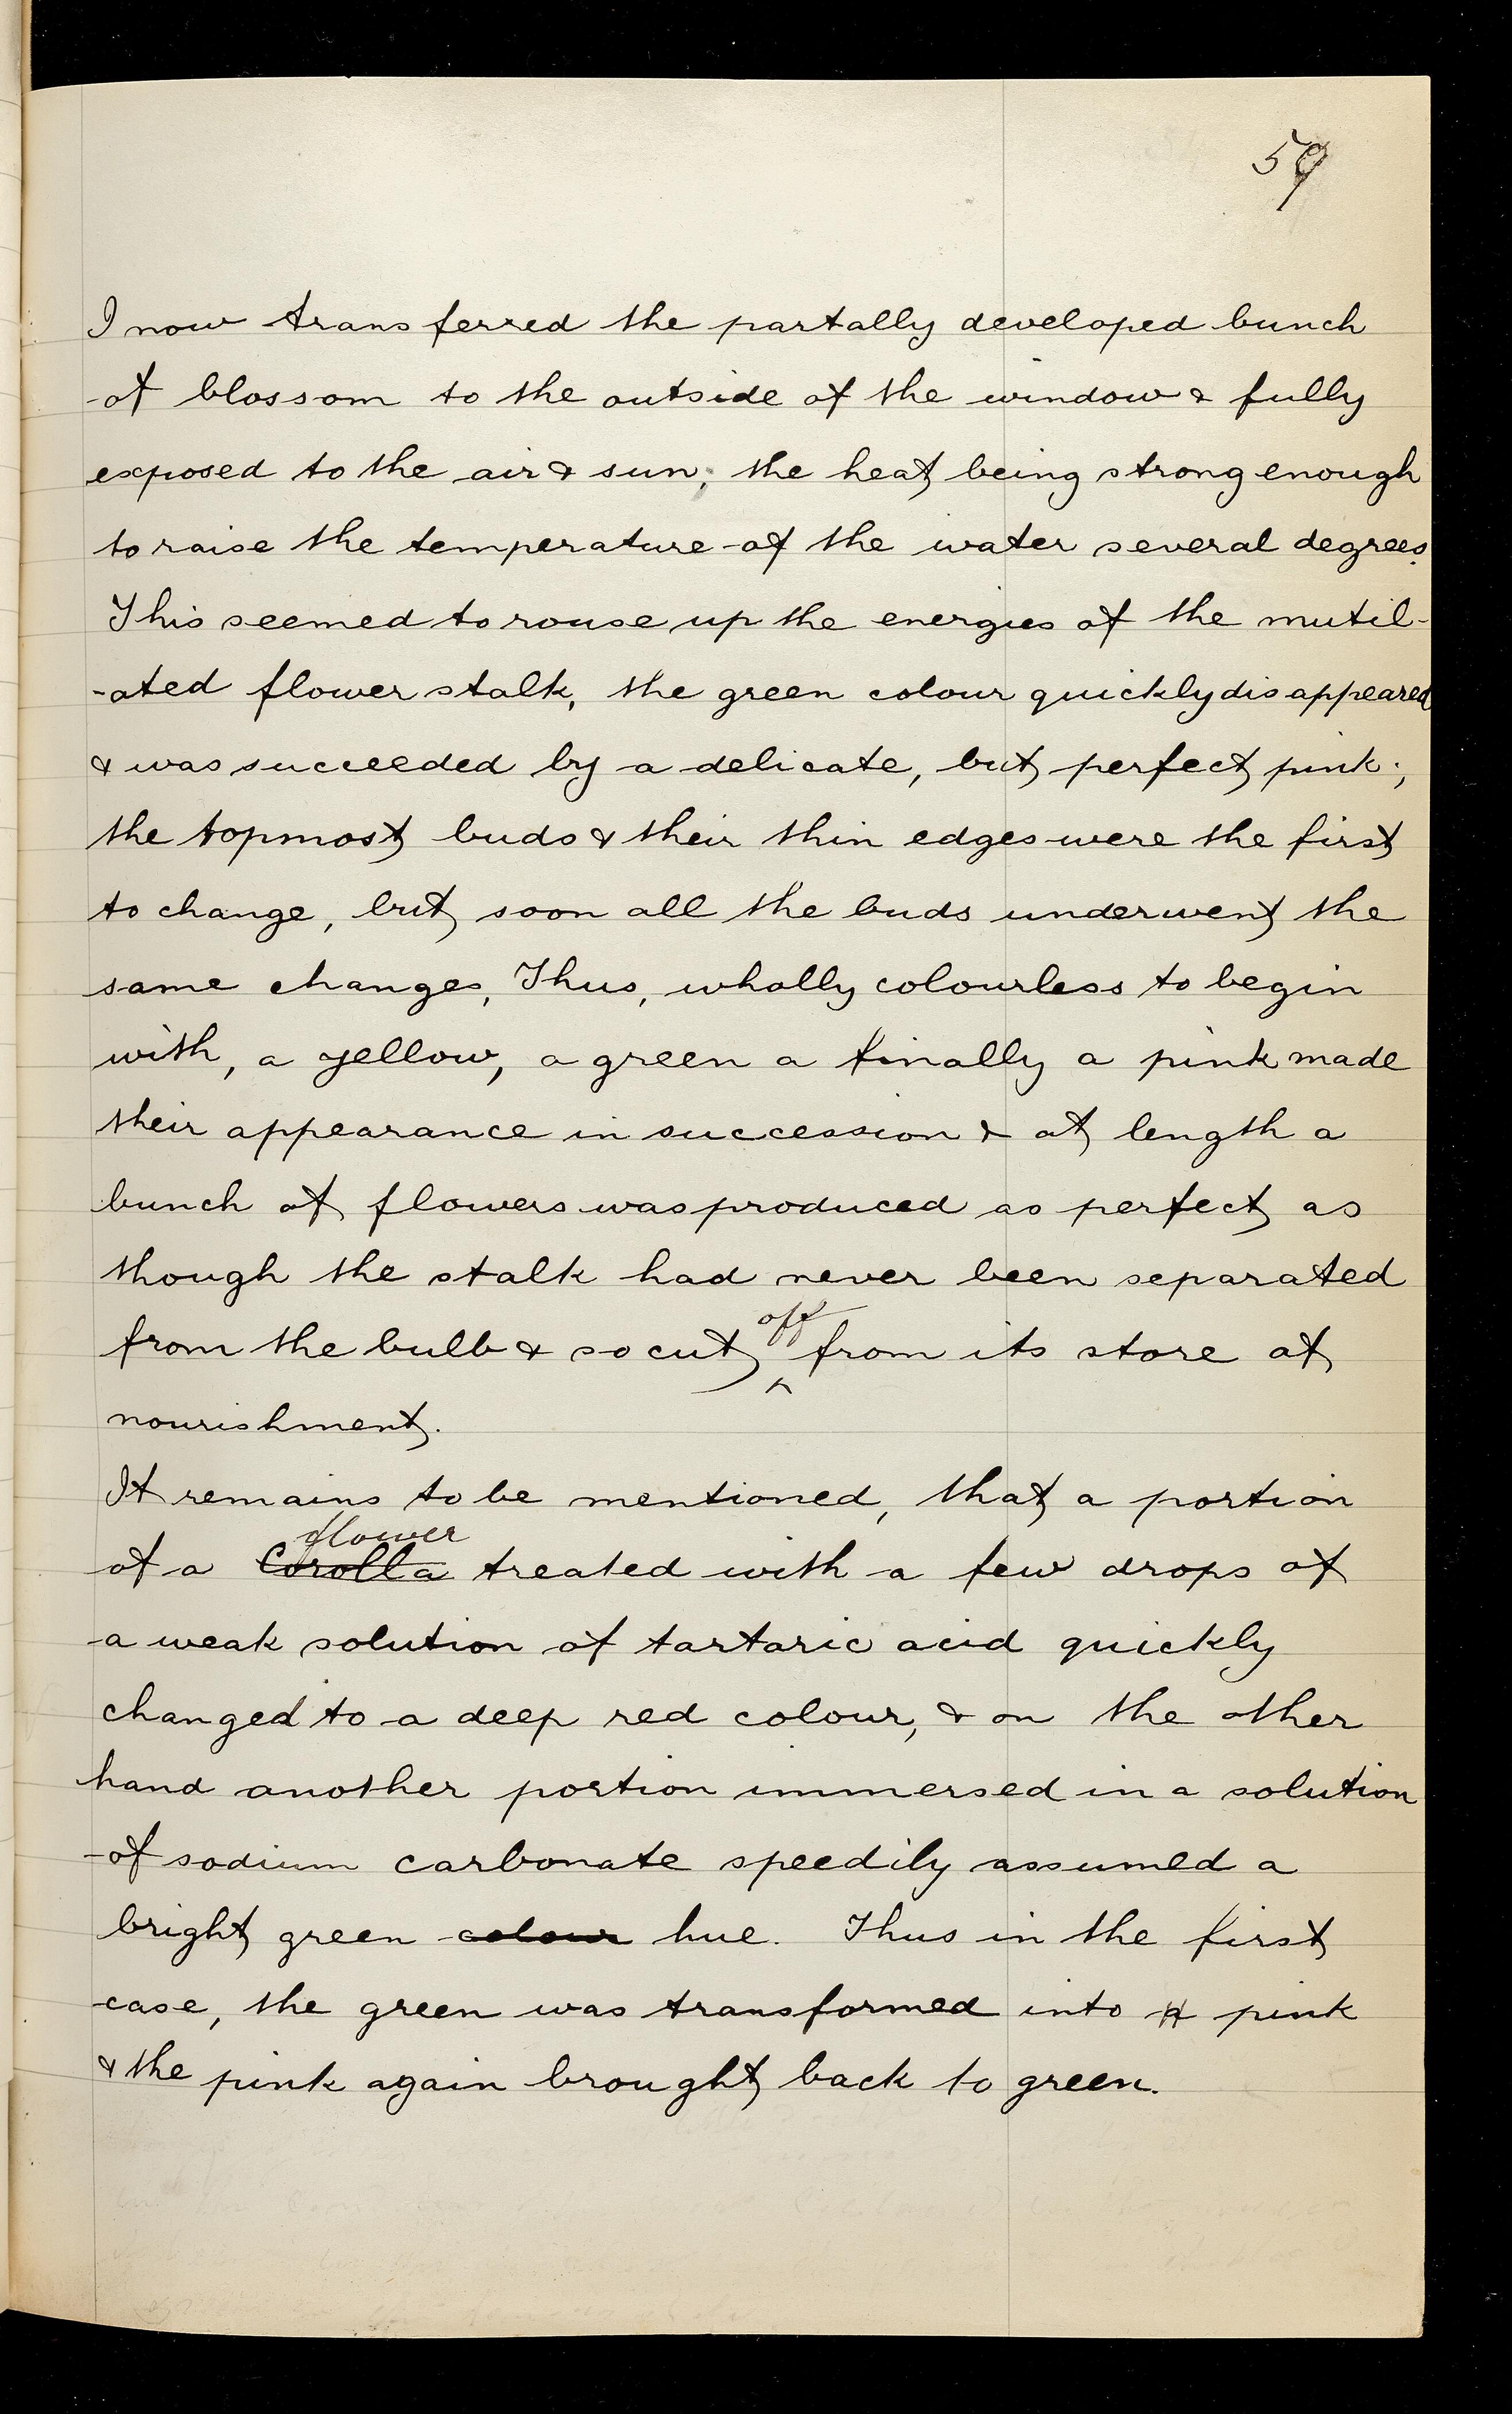 59
I now transferred the partally developed bunch
of blossom to the outside of the window & fully
exposed to the air & sun; the heat being strong enough
to raise the temperature of the water several degrees.
This seemed to rouse up the energies of the mutil-
-ated flower stalk, the green colour quickly disappeared
& was succeeded by a delicate, but perfect pink;
the topmost buds & their thin edges were the first
to change, but soon all the buds underwent the
same changes, Thus, wholly colourless to begin
with, a yellow, a green a finally a pink made
their appearance in succession & at length a
bunch of flowers was produced as perfect as
though the stalk had never been separated
off
from the bulb & so cut ^ from its store of
nourishment.
It remains to be mentioned, that a portion
flower
of a Corolla treated with a few drops of
a weak solution of tartaric acid quickly
changed to a deep red colour, & on the other
hand another portion immersed in a solution
of sodium carbonate speedily assumed a
bright green colour hue. Thus in the first
case, the green was transformed into a pink
& the pink again brought back to green.